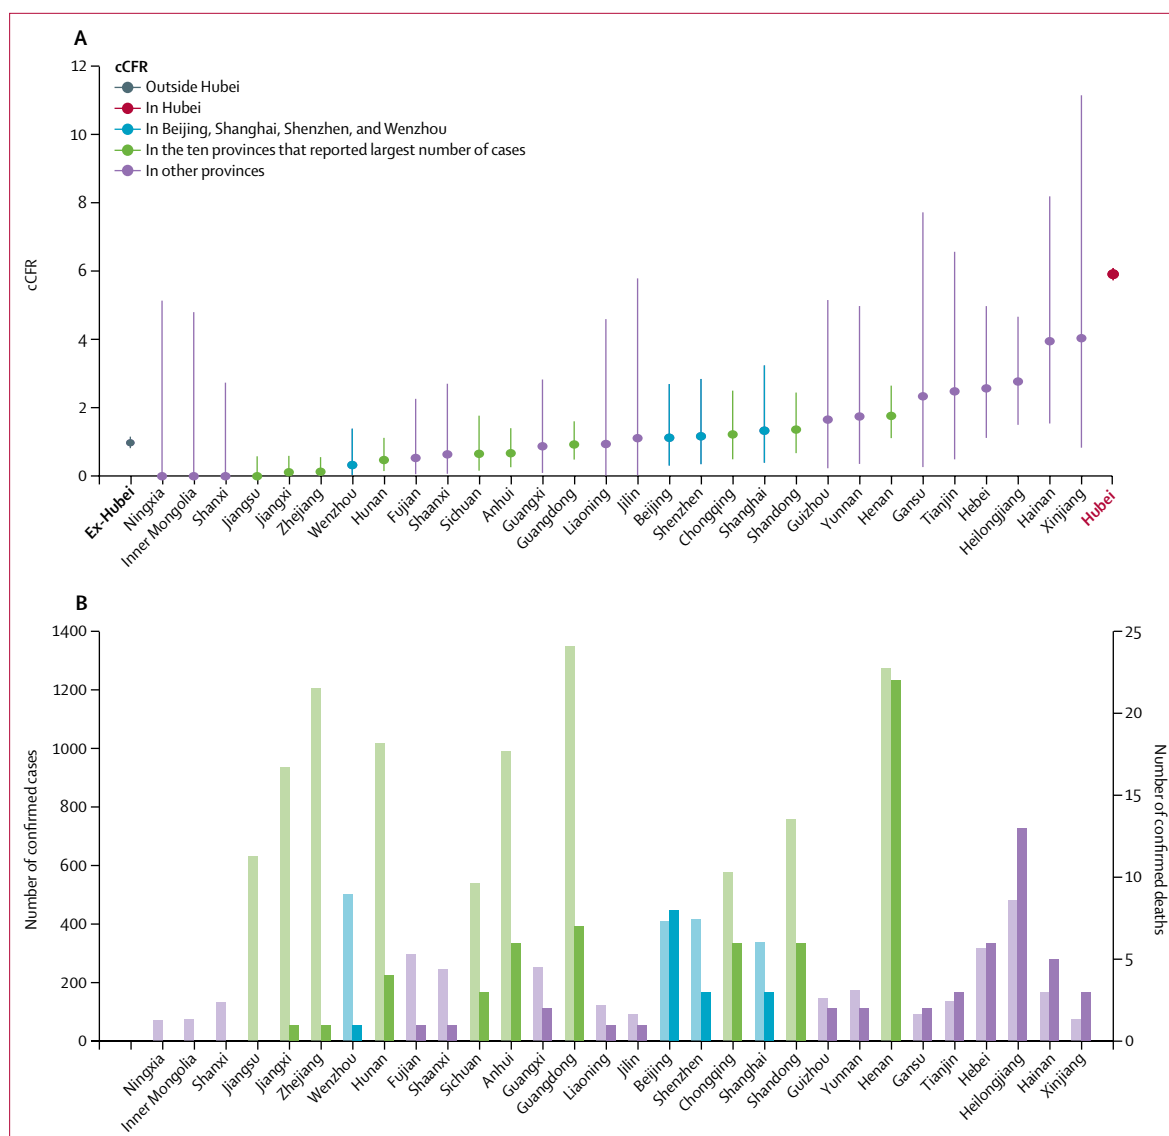 A
cCFR
Outside Hubei
In Hubei
In Beijing, Shanghai, Shenzhen, and Wenzhou
In the ten provinces that reported largest number of cases
In other provinces
12
10
8
6
4
2
0
cCFR
Ex-Hubei
Ningxia
Inner Mongolia
Shanxi
Jiangsu
Jiangxi
Zhejiang
Wenzhou
Hunan
Fujian
Shaanxi
Sichuan
Anhui
Guangxi
Guangdong
Liaoning
Jilin
Beijing
Shenzhen
Chongqing
Shanghai
Shandong
Guizhou
Yunnan
Henan
Gansu
Tianjin
Hebei
Heilongjiang
Hainan
Xinjiang
Hubei
B
1400
1200
1000
800
600
400
200
0
Number of confirmed cases
25
20
15
10
5
0
Number of confirmed deaths
Ningxia
Inner Mongolia
Shanxi
Jiangsu
Jiangxi
Zhejiang
Wenzhou
Hunan
Fujian
Shaanxi
Sichuan
Anhui
Guangxi
Guangdong
Liaoning
Jilin
Beijing
Shenzhen
Chongqing
Shanghai
Shandong
Guizhou
Yunnan
Henan
Gansu
Tianjin
Hebei
Heilongjiang
Hainan
Xinjiang